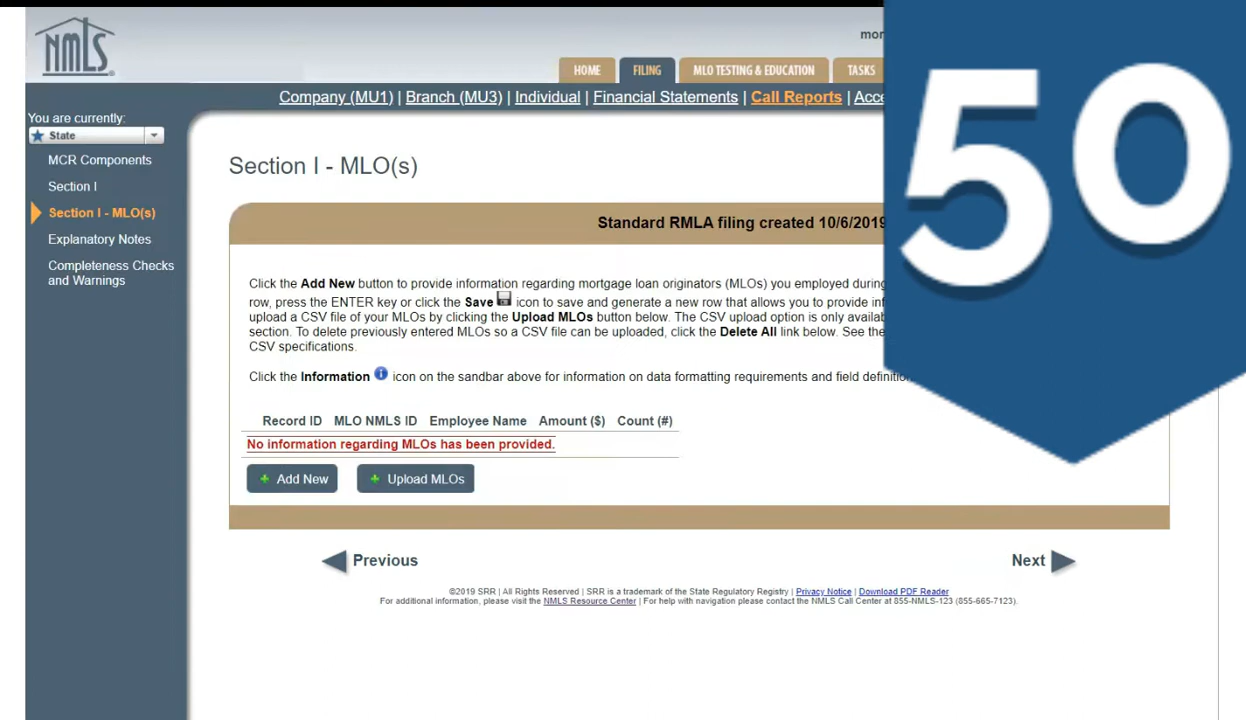 NMLS
mor
HOME FILING MLO TESTING & EDUCATION TASKS
Company (MU1) | Branch (MU3) | Individual | Financial Statements | Call Reports | Acce
50
You are currently:
State
MCR Components
Section I
Section I - MLO(s)
Explanatory Notes
Completeness Checks
and Warnings
Section I - MLO(s)
Standard RMLA filing created 10/6/2019
Click the Add New button to provide information regarding mortgage loan originators (MLOs) you employed during
row, press the ENTER key or click the Save icon to save and generate a new row that allows you to provide inf
upload a CSV file of your MLOs by clicking the Upload MLOs button below. The CSV upload option is only availab
section. To delete previously entered MLOs so a CSV file can be uploaded, click the Delete All link below. See the
CSV specifications.
Click the Information icon on the sandbar above for information on data formatting requirements and field definitio
Record ID MLO NMLS ID Employee Name Amount ($) Count (#)
No information regarding MLOs has been provided.
Add New Upload MLOs
Previous Next
©2019 SRR | All Rights Reserved | SRR is a trademark of the State Regulatory Registry | Privacy Notice | Download PDF Reader
For additional information, please visit the NMLS Resource Center | For help with navigation please contact the NMLS Call Center at 855-NMLS-123 (855-665-7123).